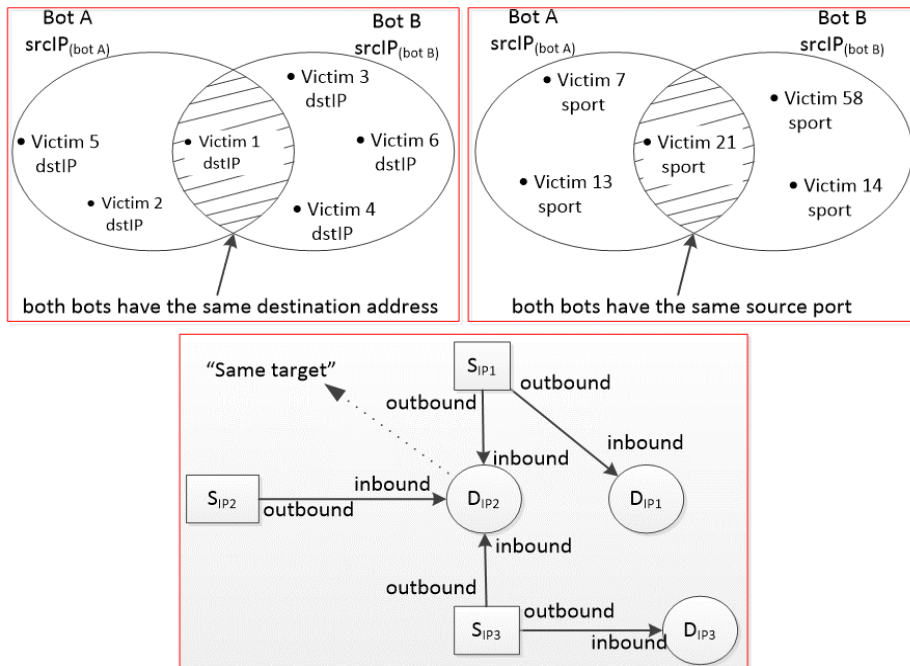 Bot A
srcIP(bot A)
Bot B
srcIP(bot B)
• Victim 3
dstIP
• Victim 5
dstIP
• Victim 1
dstIP
• Victim 6
dstIP
• Victim 2
dstIP
• Victim 4
dstIP
both bots have the same destination address
Bot A
srcIP(bot A)
Bot B
srcIP(bot B)
• Victim 7
sport
• Victim 58
sport
• Victim 21
sport
• Victim 13
sport
• Victim 14
sport
both bots have the same source port
"Same target"
SIP1
outbound
outbound
inbound
inbound
SIP2
inbound
outbound
DIP2
DIP1
inbound
outbound
SIP3
outbound
inbound
DIP3